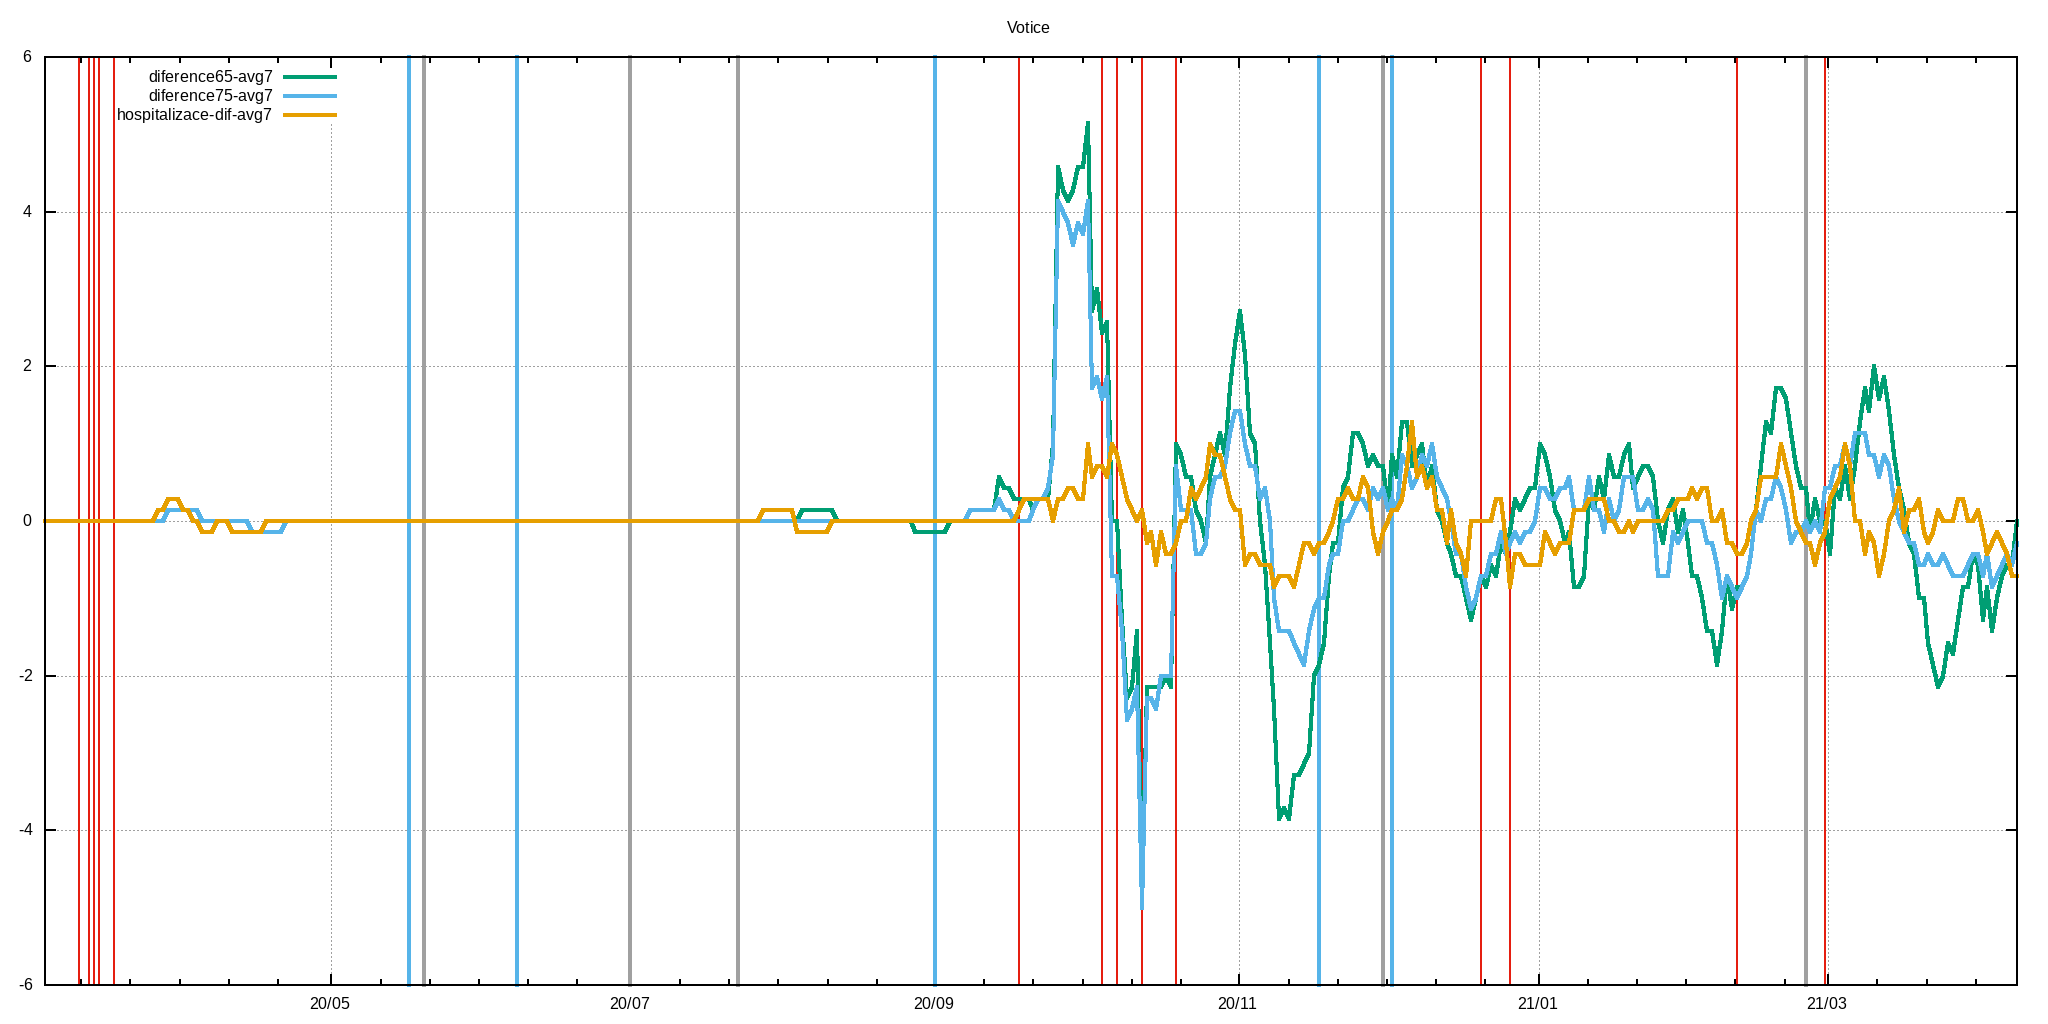 Votice
6
diference65-avg7
diference75-avg7
hospitalizace-dif-avg7
4
2
0
-2
-4
-6
20/05 20/07 20/09 20/11 21/01 21/03